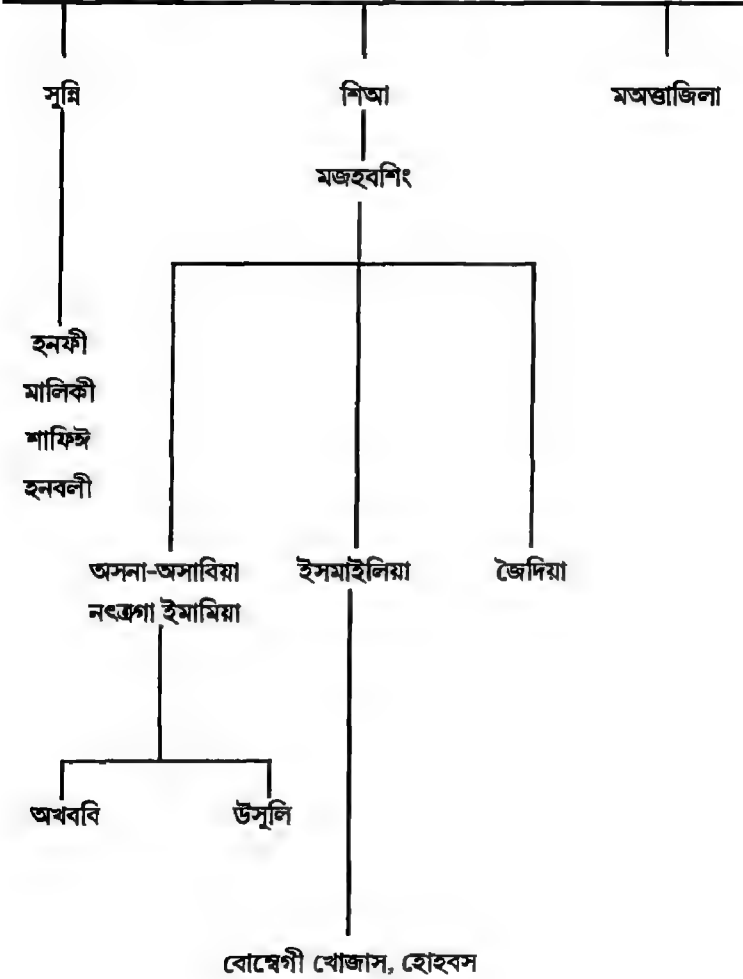 সুন্নি শিআ মঅত্তাজিলা
মজহবশিং
হনফী
মালিকী
শাফিঈ
হনবলী
অসনা-অসাবিয়া ইসমাইলিয়া জৈদিয়া
নৎত্রগা ইমামিয়া
অখববি উসুলি
বোম্বেগী খোজাস, হোহবস